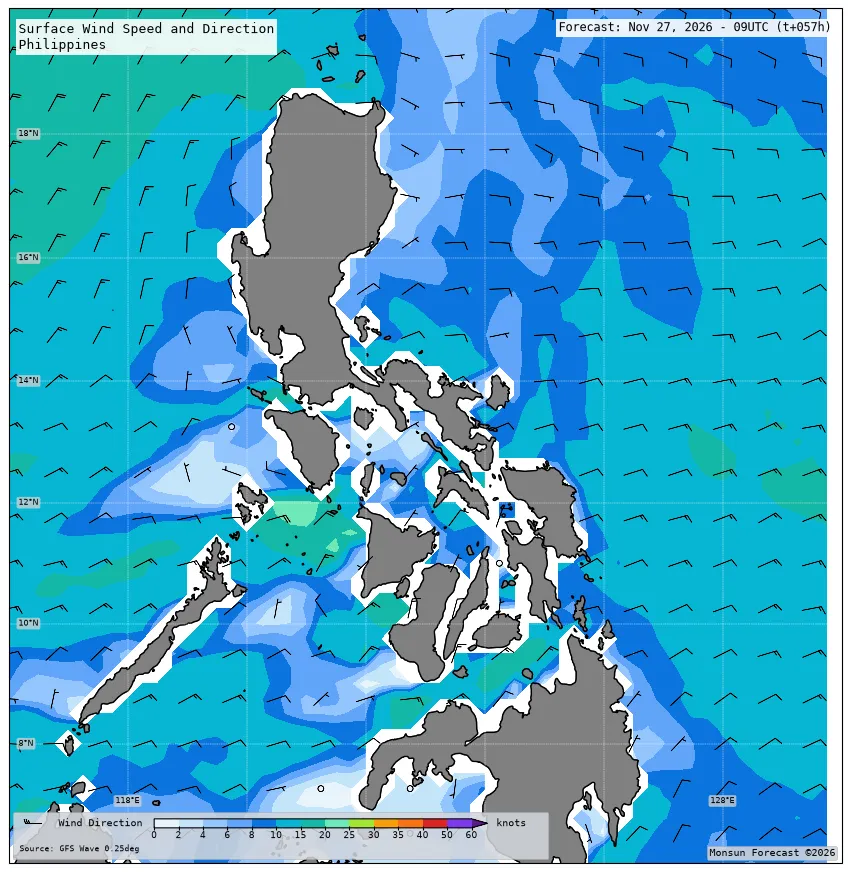 Surface Wind Speed and Direction
Philippines
Forecast: Nov 27, 2026 - 09UTC (t+057h)
18°N
16°N
14°N
12°N
10°N
8°N
118°E
128°E
Wind Direction
0 2 4 6 8 10 15 20 25 30 35 40 50 60
knots
Source: GFS Wave 0.25deg
Monsun Forecast ©2026